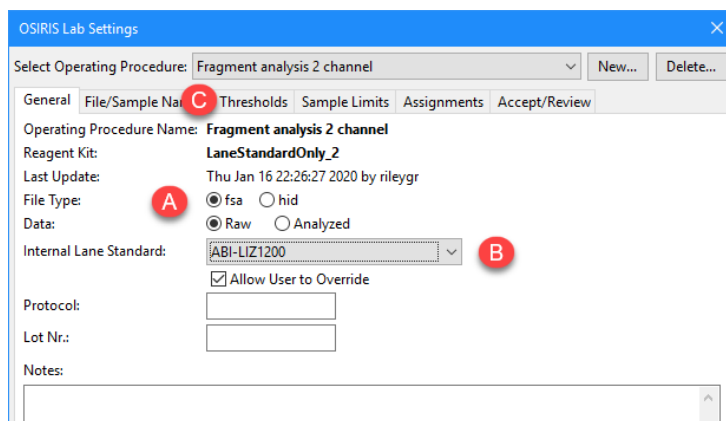 OSIRIS Lab Settings
Select Operating Procedure: Fragment analysis 2 channel New... Delete...
General File/Sample Na C Thresholds Sample Limits Assignments Accept/Review
Operating Procedure Name: Fragment analysis 2 channel
Reagent Kit: LaneStandardOnly_2
Last Update: Thu Jan 16 22:26:27 2020 by rileygr
File Type: A fsa hid
Data: Raw Analyzed
Internal Lane Standard: ABI-LIZ1200 B
Allow User to Override
Protocol:
Lot Nr.:
Notes: